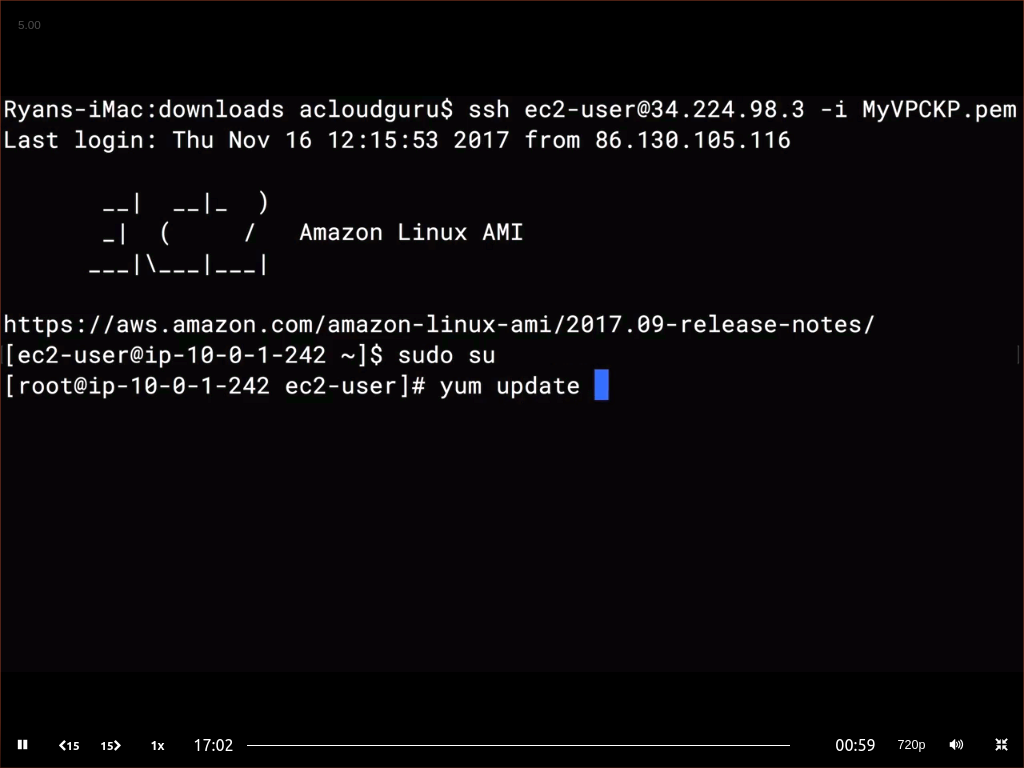 5.00
Ryans-iMac:downloads acloudguru$ ssh ec2-user@34.224.98.3 -i MyVPCKP.pem
Last login: Thu Nov 16 12:15:53 2017 from 86.130.105.116
       __|  __|_  )
       _|  (     /   Amazon Linux AMI
      ___|\___|___|
https://aws.amazon.com/amazon-linux-ami/2017.09-release-notes/
[ec2-user@ip-10-0-1-242 ~]$ sudo su
[root@ip-10-0-1-242 ec2-user]# yum update
15 15 1x 17:02 00:59 720p